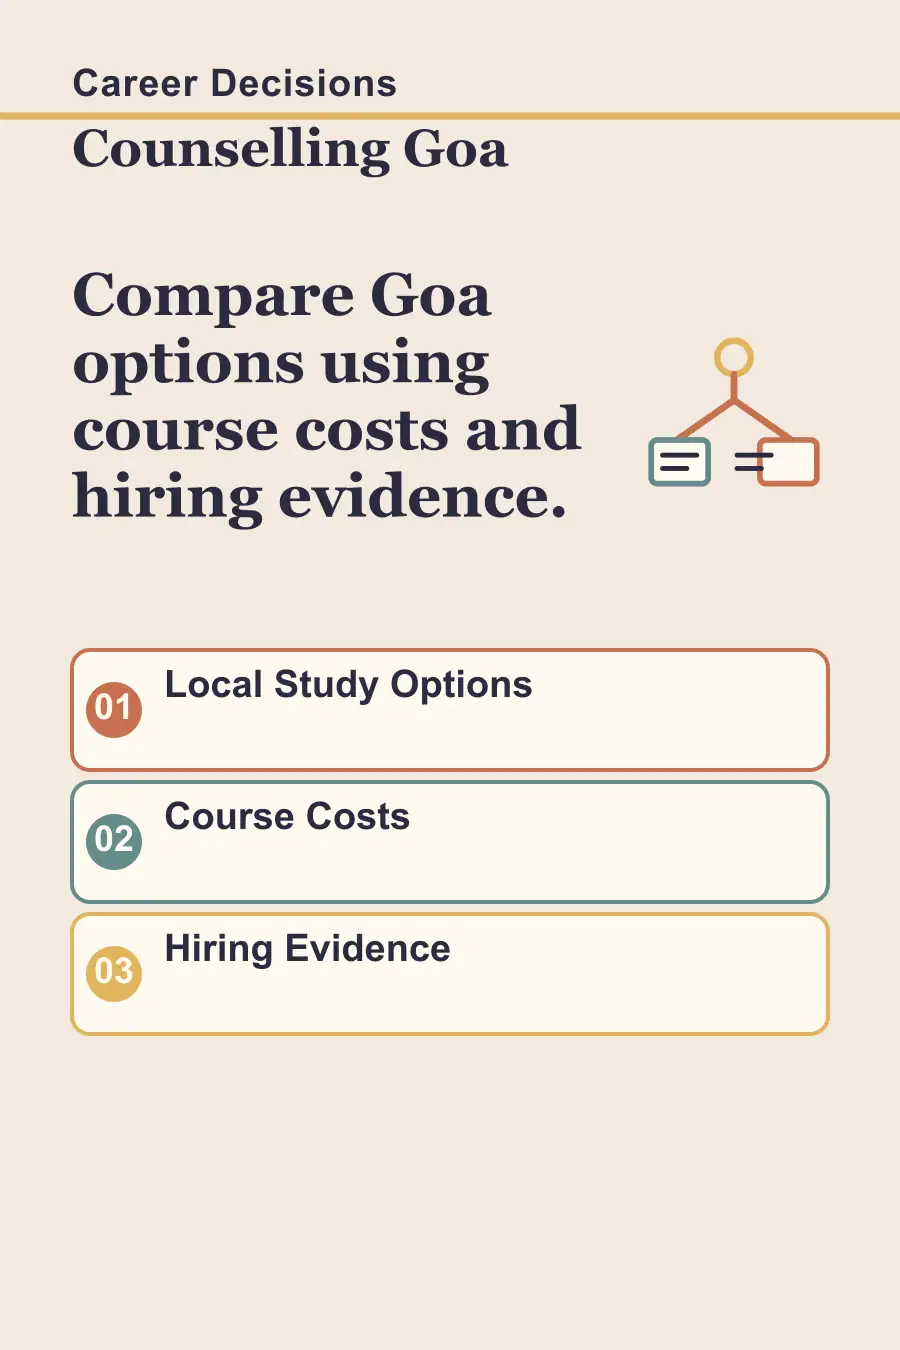 Career Decisions
Counselling Goa
Compare Goa
options using
course costs and
hiring evidence.
01
Local Study Options
02
Course Costs
03
Hiring Evidence